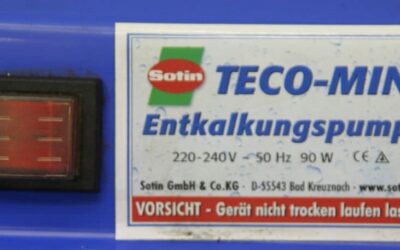 Sotin
TECO-MIN
Entkalkungspump
220-240V - 50 Hz 90 W CE
Sotin GmbH & Co.KG · D-55543 Bad Kreuznach · www.sot
VORSICHT - Gerät nicht trocken laufen las